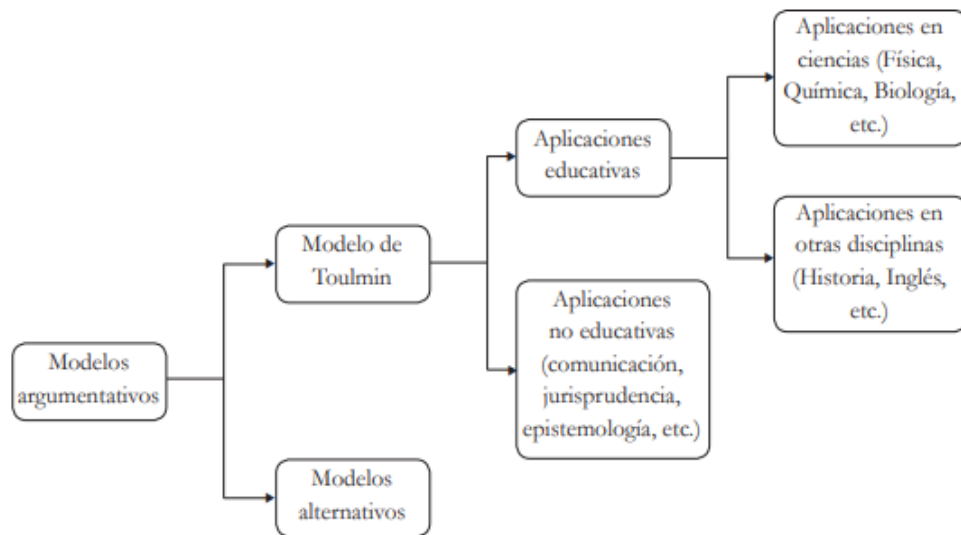 Modelos
argumentativos
Modelo de
Toulmin
Modelos
alternativos
Aplicaciones
educativas
Aplicaciones
no educativas
(comunicación,
jurisprudencia,
epistemología, etc.)
Aplicaciones en
ciencias (Física,
Química, Biología,
etc.)
Aplicaciones en
otras disciplinas
(Historia, Inglés,
etc.)